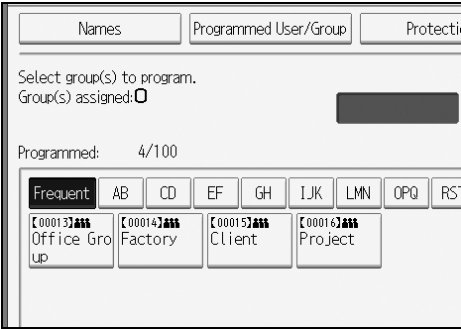 Names Programmed User/Group Protecti
Select group(s) to program.
Group(s) assigned:0
Programmed: 4/100
Frequent AB CD EF GH IJK LMN OPQ RST
【00013】 【00014】 【00015】 【00016】
Office Gro Factory Client Project
up